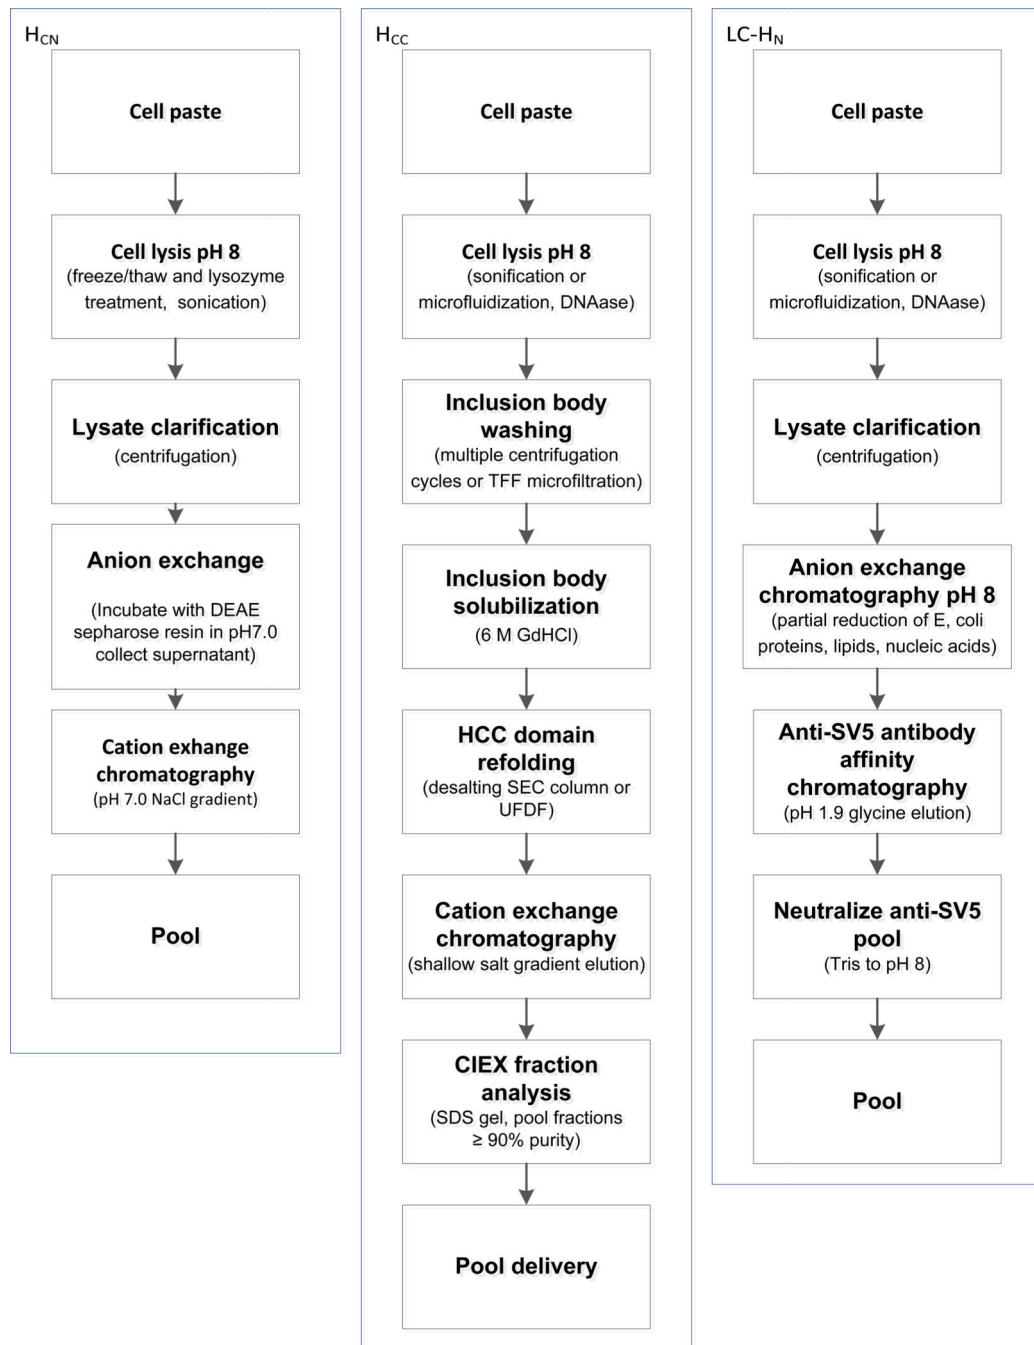 H_CN
Cell paste
Cell lysis pH 8
(freeze/thaw and lysozyme
treatment, sonication)
Lysate clarification
(centrifugation)
Anion exchange
(Incubate with DEAE
sepharose resin in pH7.0
collect supernatant)
Cation exhange
chromatography
(pH 7.0 NaCl gradient)
Pool
H_CC
Cell paste
Cell lysis pH 8
(sonification or
microfluidization, DNAase)
Inclusion body
washing
(multiple centrifugation
cycles or TFF microfiltration)
Inclusion body
solubilization
(6 M GdHCl)
HCC domain
refolding
(desalting SEC column or
UFDF)
Cation exchange
chromatography
(shallow salt gradient elution)
CIEX fraction
analysis
(SDS gel, pool fractions
≥ 90% purity)
Pool delivery
LC-H_N
Cell paste
Cell lysis pH 8
(sonification or
microfluidization, DNAase)
Lysate clarification
(centrifugation)
Anion exchange
chromatography pH 8
(partial reduction of E, coli
proteins, lipids, nucleic acids)
Anti-SV5 antibody
affinity
chromatography
(pH 1.9 glycine elution)
Neutralize anti-SV5
pool
(Tris to pH 8)
Pool